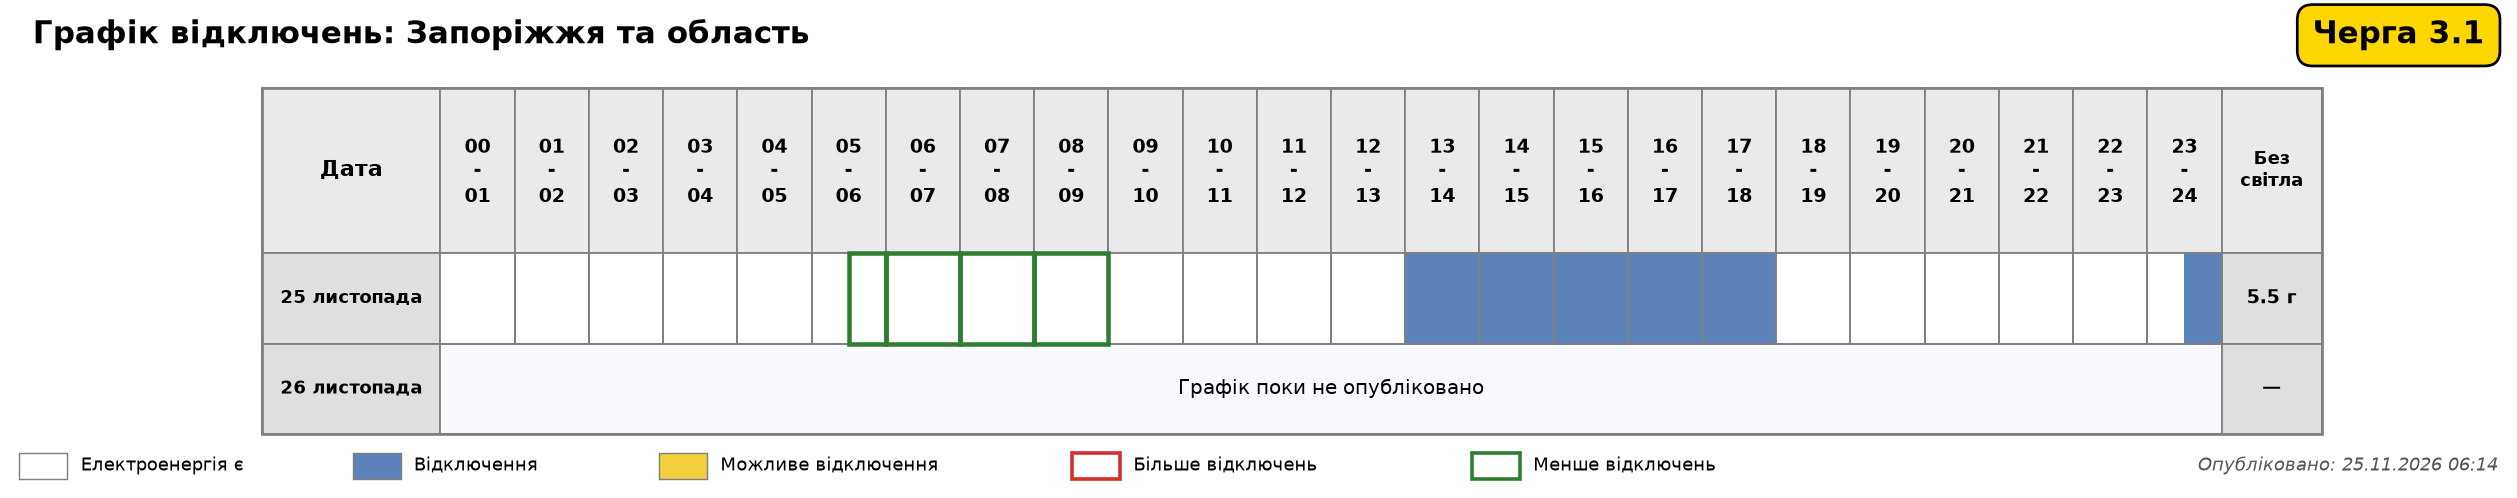 Графік відключень: Запоріжжя та область
Черга 3.1
Дата
00 - 01
01 - 02
02 - 03
03 - 04
04 - 05
05 - 06
06 - 07
07 - 08
08 - 09
09 - 10
10 - 11
11 - 12
12 - 13
13 - 14
14 - 15
15 - 16
16 - 17
17 - 18
18 - 19
19 - 20
20 - 21
21 - 22
22 - 23
23 - 24
Без
світла
25 листопада
5.5 г
26 листопада
Графік поки не опубліковано
—
Електроенергія є
Відключення
Можливе відключення
Більше відключень
Менше відключень
Опубліковано: 25.11.2026 06:14